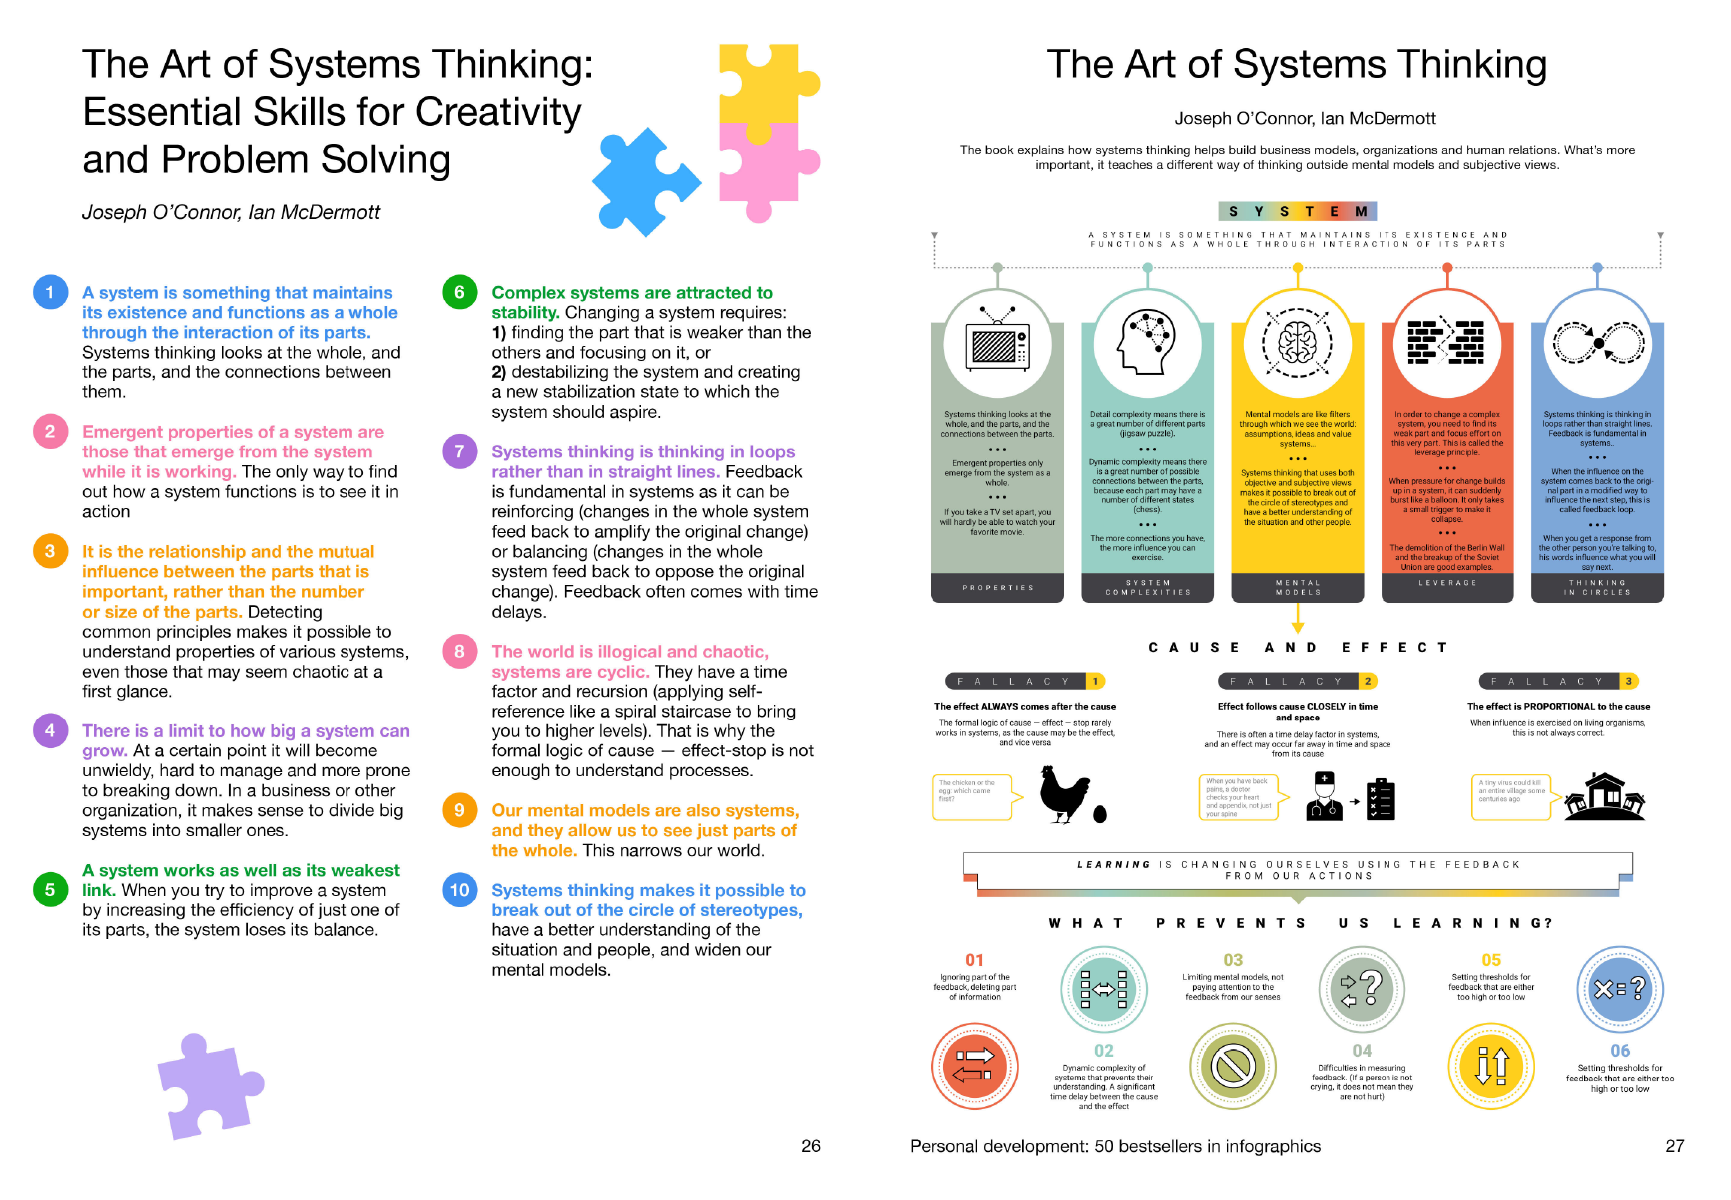 The Art of Systems Thinking:
Essential Skills for Creativity
and Problem Solving
Joseph O'Connor, Ian McDermott
1
A system is something that maintains
its existence and functions as a whole
through the interaction of its parts.
Systems thinking looks at the whole, and
the parts, and the connections between
them.
2
Emergent properties of a system are
those that emerge from the system
while it is working. The only way to find
out how a system functions is to see it in
action
3
It is the relationship and the mutual
influence between the parts that is
important, rather than the number
or size of the parts. Detecting
common principles makes it possible to
understand properties of various systems,
even those that may seem chaotic at a
first glance.
4
There is a limit to how big a system can
grow. At a certain point it will become
unwieldy, hard to manage and more prone
to breaking down. In a business or other
organization, it makes sense to divide big
systems into smaller ones.
5
A system works as well as its weakest
link. When you try to improve a system
by increasing the efficiency of just one of
its parts, the system loses its balance.
6
Complex systems are attracted to
stability. Changing a system requires:
1) finding the part that is weaker than the
others and focusing on it, or
2) destabilizing the system and creating
a new stabilization state to which the
system should aspire.
7
Systems thinking is thinking in loops
rather than in straight lines. Feedback
is fundamental in systems as it can be
reinforcing (changes in the whole system
feed back to amplify the original change)
or balancing (changes in the whole
system feed back to oppose the original
change). Feedback often comes with time
delays.
8
The world is illogical and chaotic,
systems are cyclic. They have a time
factor and recursion (applying self-
reference like a spiral staircase to bring
you to higher levels). That is why the
formal logic of cause — effect-stop is not
enough to understand processes.
9
Our mental models are also systems,
and they allow us to see just parts of
the whole. This narrows our world.
10
Systems thinking makes it possible to
break out of the circle of stereotypes,
have a better understanding of the
situation and people, and widen our
mental models.
26
The Art of Systems Thinking
Joseph O'Connor, Ian McDermott
The book explains how systems thinking helps build business models, organizations and human relations. What's more
important, it teaches a different way of thinking outside mental models and subjective views.
SYSTEM
A SYSTEM IS SOMETHING THAT MAINTAINS ITS EXISTENCE AND
FUNCTIONS AS A WHOLE THROUGH INTERACTION OF ITS PARTS
Systems thinking looks at the
whole, and the parts, and the
connections between the parts.
Emergent properties only
emerge from the system as a
whole.
If you take a TV set apart, you
will hardly be able to watch your
favorite movie.
PROPERTIES
Detail complexity means there is
a great number of different parts
(jigsaw puzzle).
Dynamic complexity means there
is a great number of possible
connections between the parts,
because each part may have a
number of different states
(chess).
The more connections you have,
the more influence you can
exercise.
SYSTEM
COMPLEXITIES
Mental models are like filters
through which we see the world:
assumptions, ideas and value
systems...
Systems thinking that uses both
objective and subjective views
makes it possible to break out of
the circle of stereotypes and
have a better understanding of
the situation and other people.
MENTAL
MODELS
In order to change a complex
system, you need to find its
weak part and focus effort on
this very part. This is called the
leverage principle.
When pressure for change builds
up in a system, it can suddenly
burst like a balloon. It only takes
a small trigger to make it
collapse.
The demolition of the Berlin Wall
and the breakup of the Soviet
Union are good examples.
LEVERAGE
Systems thinking is thinking in
loops rather than straight lines.
Feedback is fundamental in
systems..
When the influence on the
system comes back to the origi-
nal part in a modified way to
influence the next step, this is
called feedback loop.
When you get a response from
the other person you're talking to,
his words influence what you will
say next.
THINKING
IN CIRCLES
CAUSE AND EFFECT
FALLACY 1
The effect ALWAYS comes after the cause
The formal logic of cause — effect — stop rarely
works in systems, as the cause may be the effect,
and vice versa
The chicken or the
egg: which came
first?
FALLACY 2
Effect follows cause CLOSELY in time
and space
There is often a time delay factor in systems,
and an effect may occur far away in time and space
from its cause
When you have back
pains, a doctor
checks your heart
and appendix, not just
your spine
FALLACY 3
The effect is PROPORTIONAL to the cause
When influence is exercised on living organisms,
this is not always correct.
A tiny virus could kill
an entire village some
centuries ago
LEARNING IS CHANGING OURSELVES USING THE FEEDBACK
FROM OUR ACTIONS
WHAT PREVENTS US LEARNING?
01
Ignoring part of the
feedback, deleting part
of information
02
Dynamic complexity of
systems that prevents their
understanding. A significant
time delay between the cause
and the effect
03
Limiting mental models, not
paying attention to the
feedback from our senses
04
Difficulties in measuring
feedback. (If a person is not
crying, it does not mean they
are not hurt)
05
Setting thresholds for
feedback that are either
too high or too low
06
Setting thresholds for
feedback that are either too
high or too low
Personal development: 50 bestsellers in infographics
27